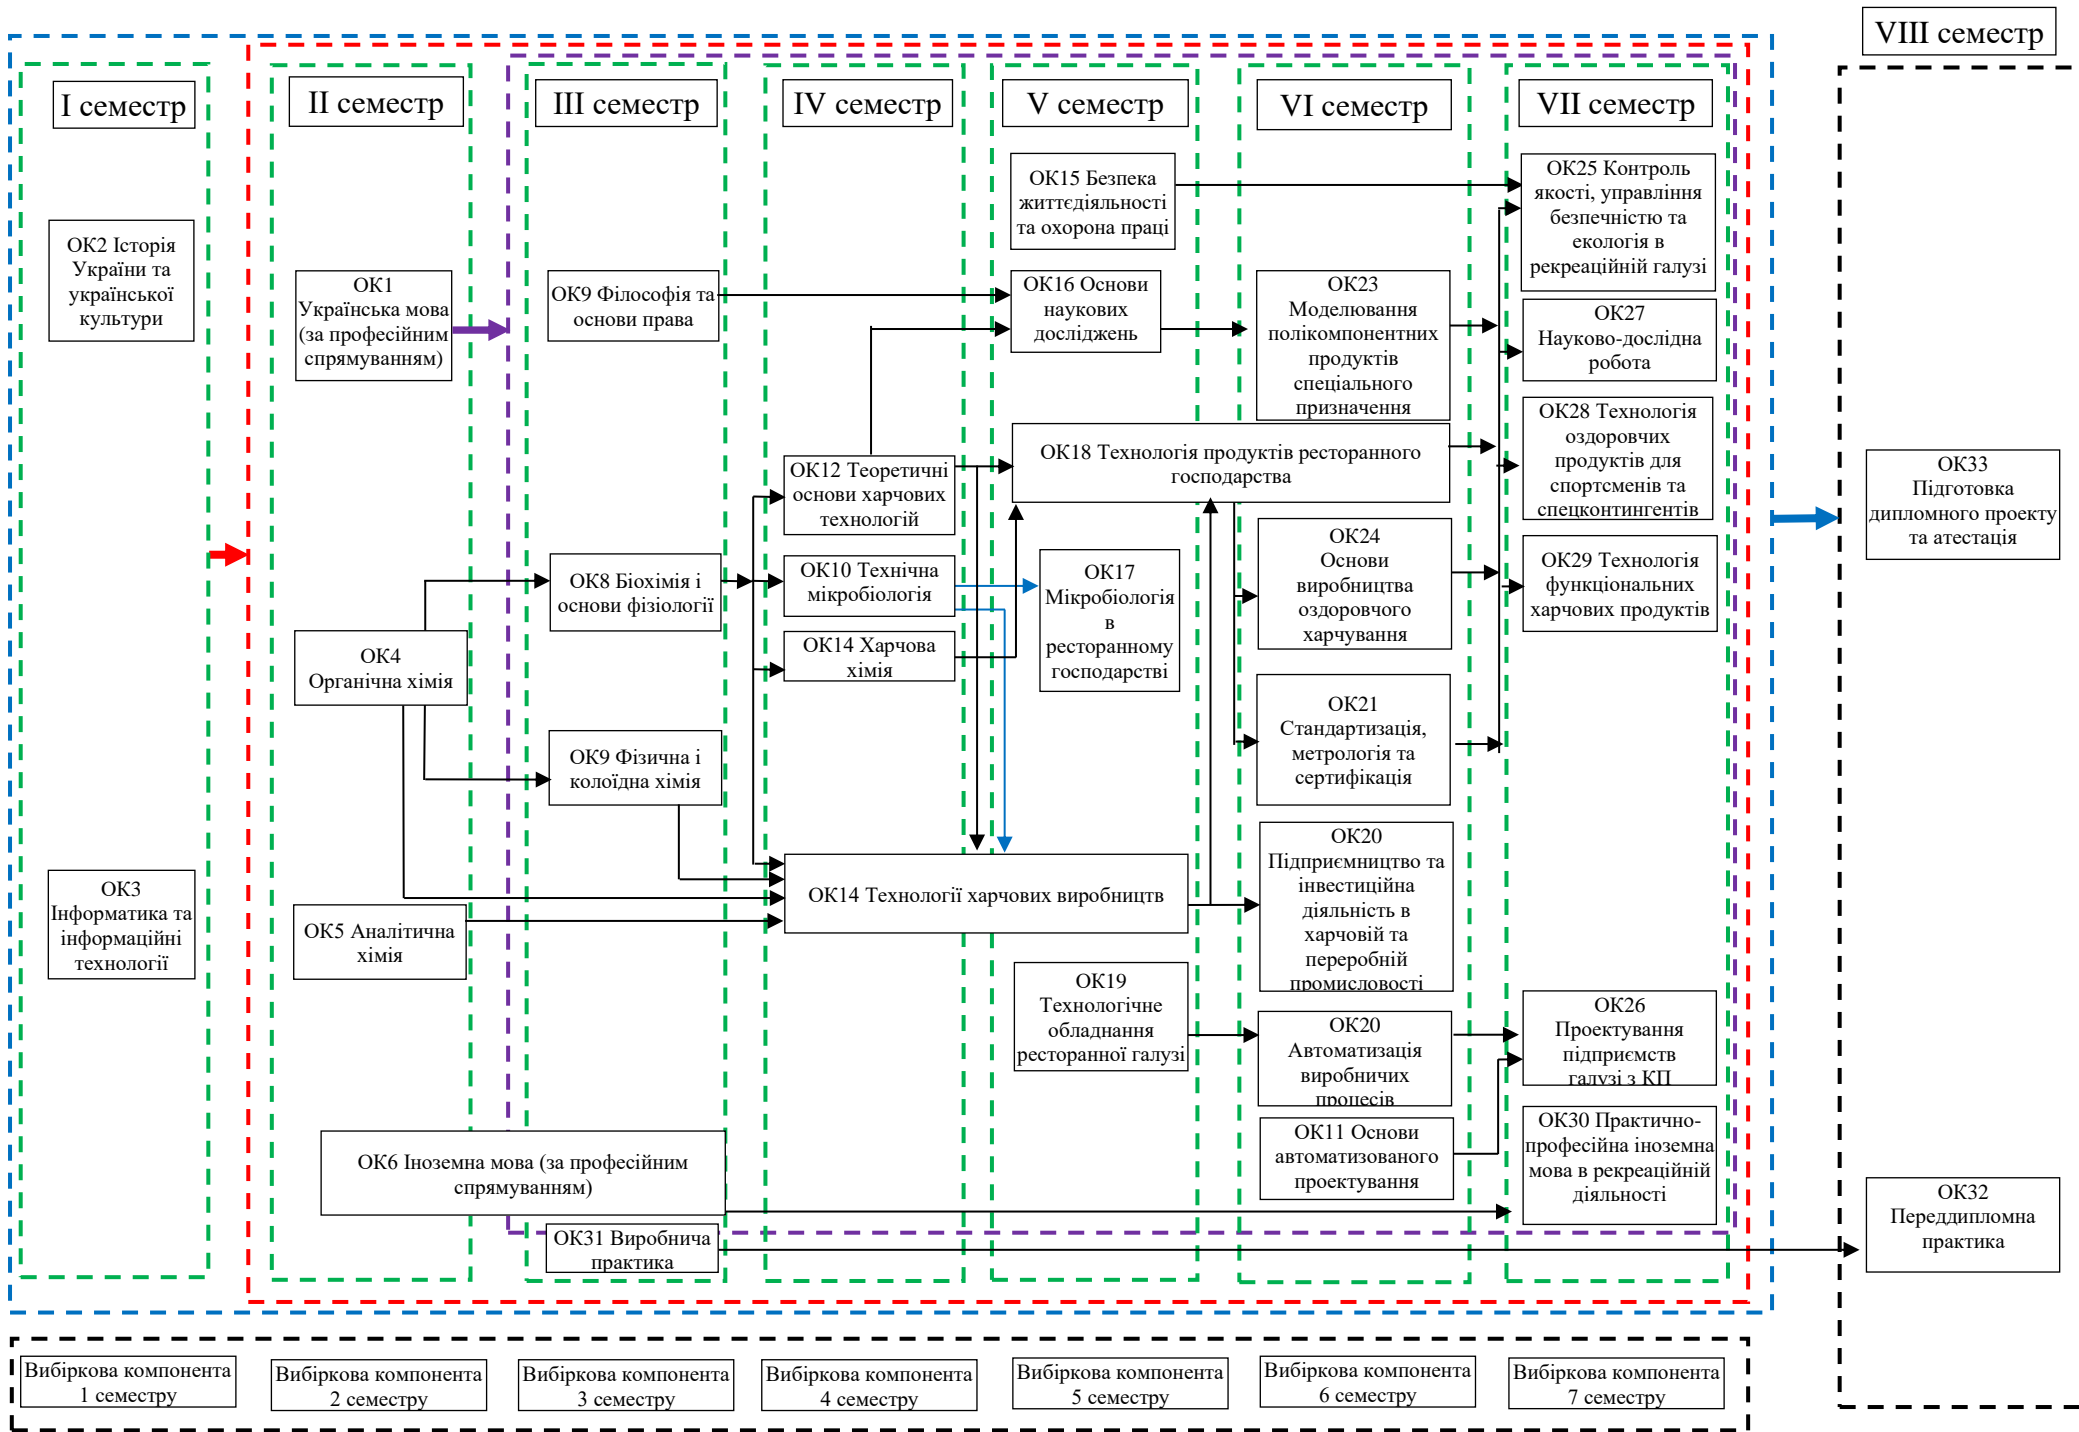 VIII семестр
I семестр
II семестр
III семестр
IV семестр
V семестр
VI семестр
VII семестр
ОК2 Історія
України та
української
культури
ОК3
Інформатика та
інформаційні
технології
ОК1
Українська мова
(за професійним
спрямуванням)
ОК4
Органічна хімія
ОК5 Аналітична
хімія
ОК6 Іноземна мова (за професійним
спрямуванням)
ОК9 Філософія та
основи права
ОК8 Біохімія і
основи фізіології
ОК9 Фізична і
колоїдна хімія
ОК31 Виробнича
практика
ОК12 Теоретичні
основи харчових
технологій
ОК10 Технічна
мікробіологія
ОК14 Харчова
хімія
ОК14 Технології харчових виробництв
ОК15 Безпека
життєдіяльності
та охорона праці
ОК16 Основи
наукових
досліджень
ОК18 Технологія продуктів ресторанного
господарства
ОК17
Мікробіологія
в
ресторанному
господарстві
ОК19
Технологічне
обладнання
ресторанної галузі
ОК23
Моделювання
полікомпонентних
продуктів
спеціального
призначення
ОК24
Основи
виробництва
оздоровчого
харчування
ОК21
Стандартизація,
метрологія та
сертифікація
ОК20
Підприємництво та
інвестиційна
діяльність в
харчовій та
переробній
промисловості
ОК20
Автоматизація
виробничих
процесів
ОК11 Основи
автоматизованого
проектування
ОК25 Контроль
якості, управління
безпечністю та
екологія в
рекреаційній галузі
ОК27
Науково-дослідна
робота
ОК28 Технологія
оздоровчих
продуктів для
спортсменів та
спецконтингентів
ОК29 Технологія
функціональних
харчових продуктів
ОК26
Проектування
підприємств
галузі з КП
ОК30 Практично-
професійна іноземна
мова в рекреаційній
діяльності
ОК33
Підготовка
дипломного проекту
та атестація
ОК32
Переддипломна
практика
Вибіркова компонента
1 семестру
Вибіркова компонента
2 семестру
Вибіркова компонента
3 семестру
Вибіркова компонента
4 семестру
Вибіркова компонента
5 семестру
Вибіркова компонента
6 семестру
Вибіркова компонента
7 семестру